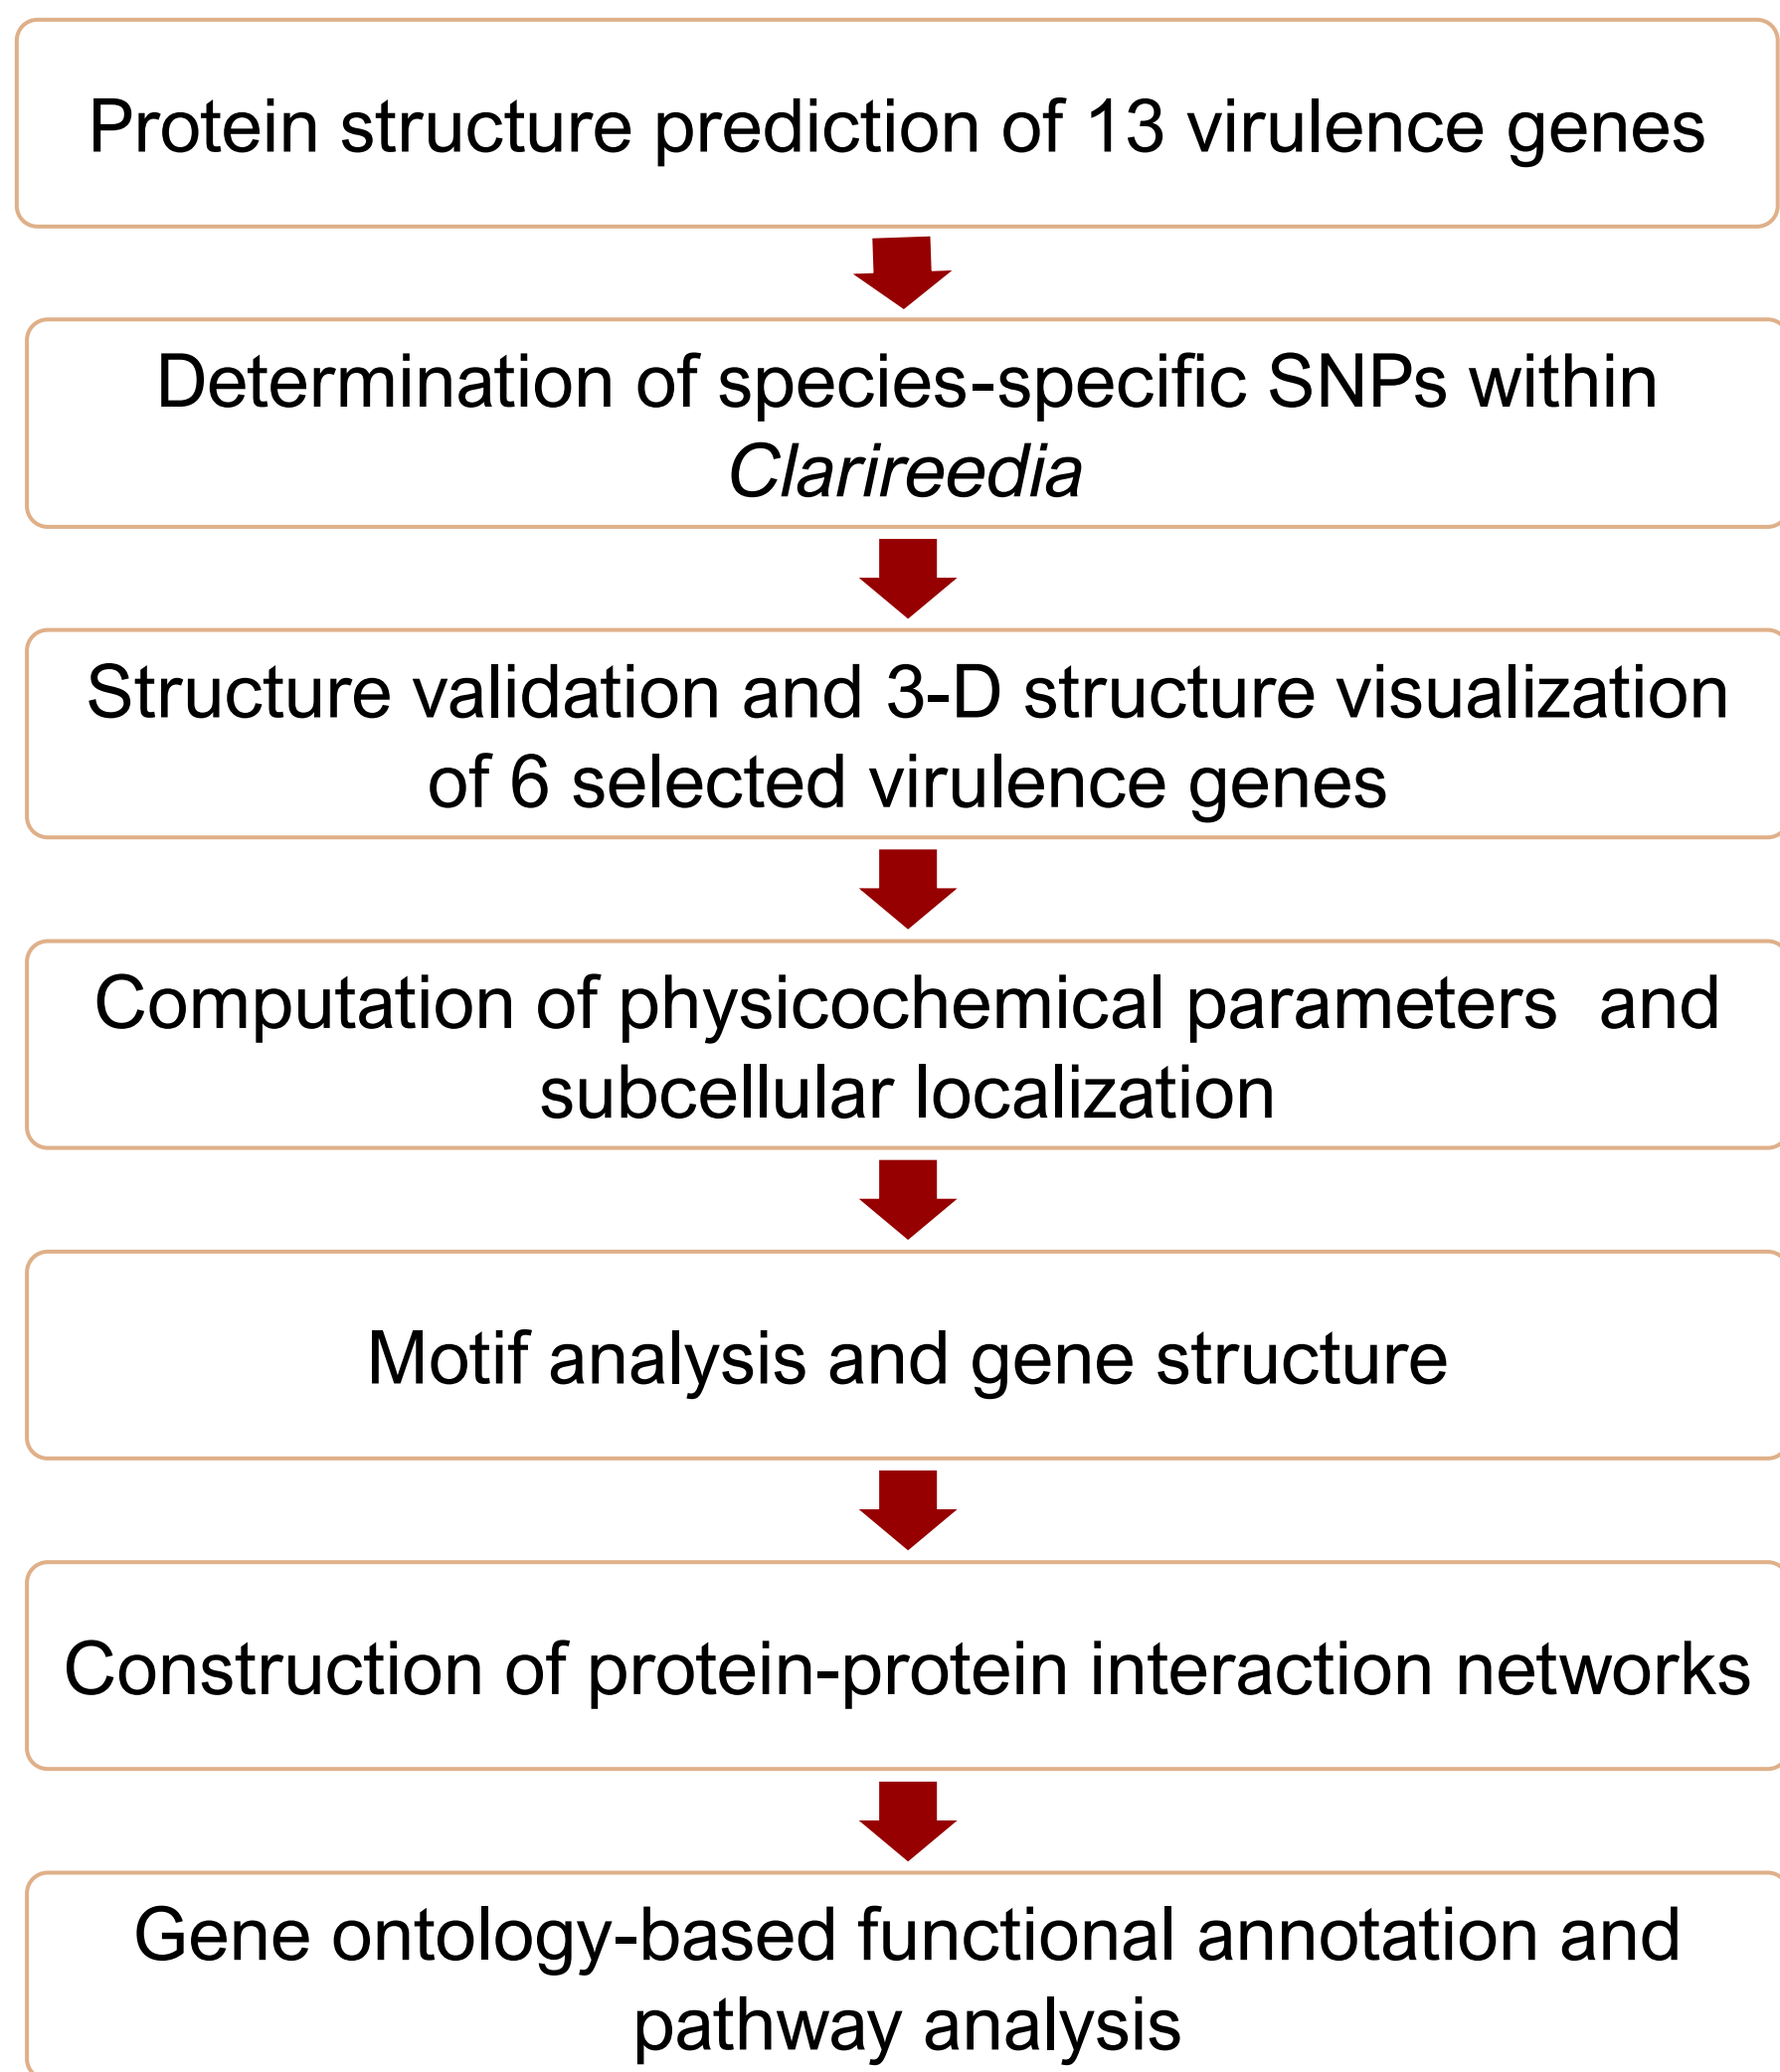 Protein structure prediction of 13 virulence genes
Determination of species-specific SNPs within
Clarireedia
Structure validation and 3-D structure visualization
of 6 selected virulence genes
Computation of physicochemical parameters  and
subcellular localization
Motif analysis and gene structure
Construction of protein-protein interaction networks
Gene ontology-based functional annotation and
pathway analysis